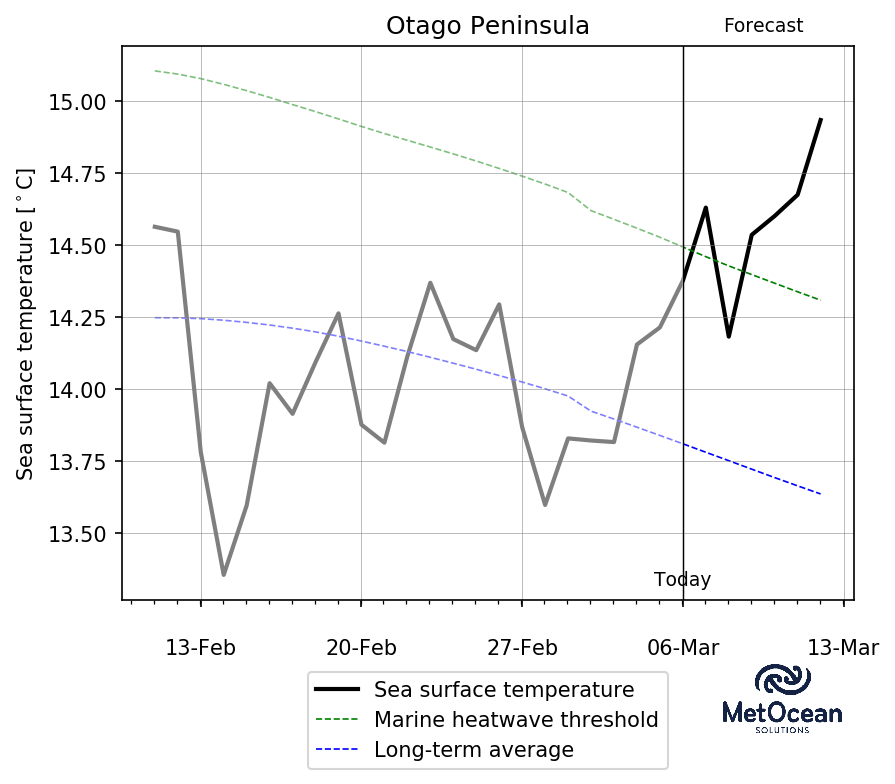 Otago Peninsula
Forecast
Sea surface temperature [°C]
15.00
14.75
14.50
14.25
14.00
13.75
13.50
Today
13-Feb
20-Feb
27-Feb
06-Mar
13-Mar
Sea surface temperature
Marine heatwave threshold
Long-term average
MetOcean
SOLUTIONS